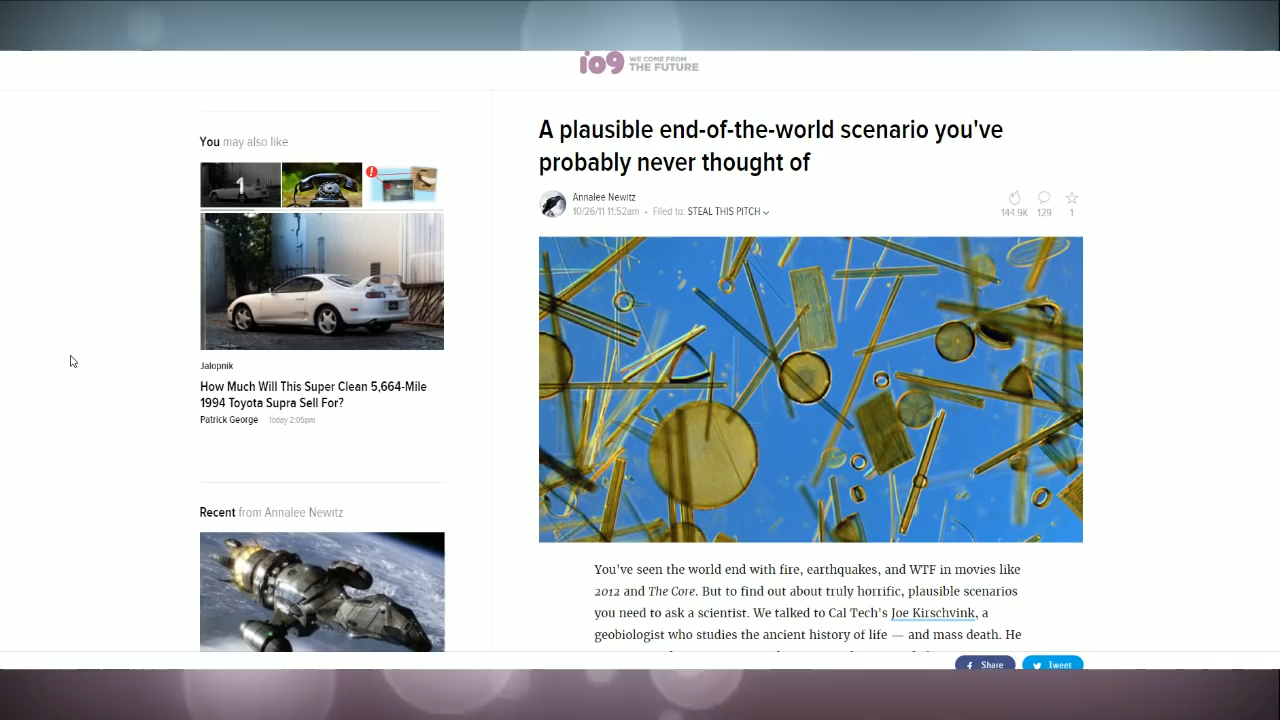 io9 WE COME FROM
THE FUTURE
You may also like
1
!
Jalopnik
How Much Will This Super Clean 5,664-Mile
1994 Toyota Supra Sell For?
Patrick George Today 2:05pm
Recent from Annalee Newitz
A plausible end-of-the-world scenario you've
probably never thought of
Annalee Newitz
10/26/11 11:52am • Filed to: STEAL THIS PITCH
144.9K 129 1
You've seen the world end with fire, earthquakes, and WTF in movies like
2012 and The Core. But to find out about truly horrific, plausible scenarios
you need to ask a scientist. We talked to Cal Tech's Joe Kirschvink, a
geobiologist who studies the ancient history of life — and mass death. He
Share Tweet